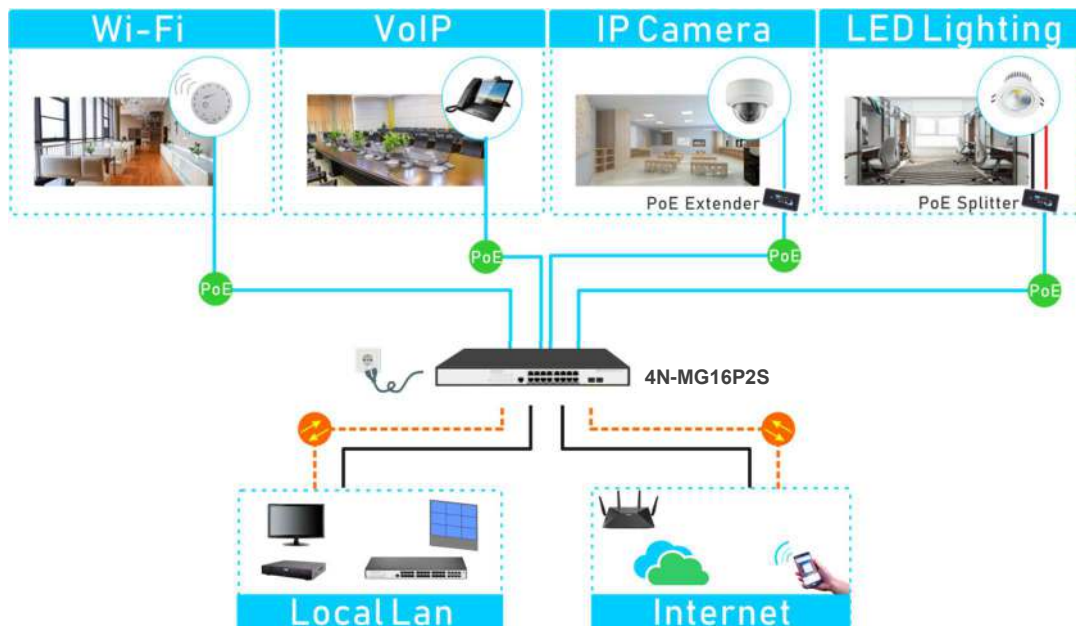 Wi-Fi
VoIP
IP Camera
LED Lighting
PoE Extender
PoE Splitter
PoE
PoE
PoE
PoE
4N-MG16P2S
Local Lan
Internet